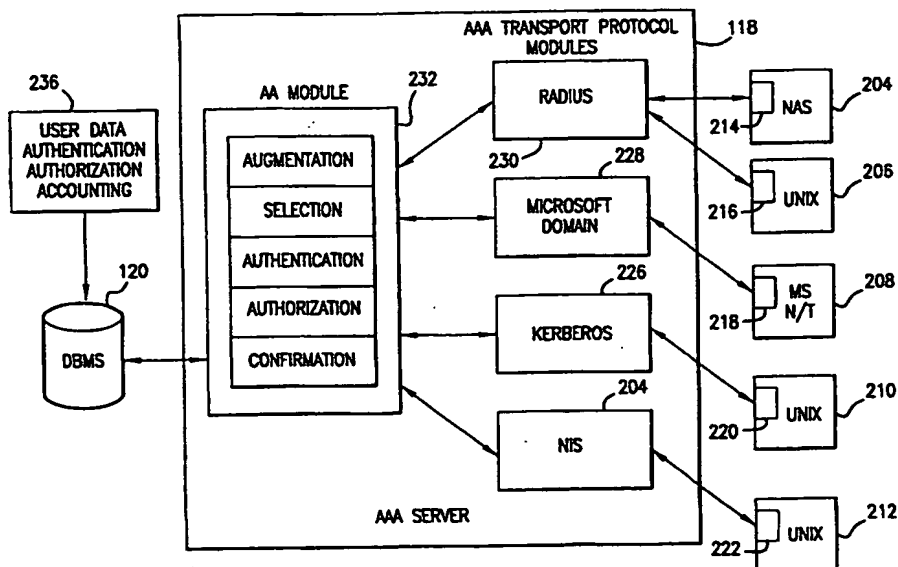 AAA TRANSPORT PROTOCOL
MODULES
118
236
USER DATA
AUTHENTICATION
AUTHORIZATION
ACCOUNTING
120
DBMS
AA MODULE
232
AUGMENTATION
SELECTION
AUTHENTICATION
AUTHORIZATION
CONFIRMATION
RADIUS
230
228
MICROSOFT
DOMAIN
226
KERBEROS
204
NIS
AAA SERVER
NAS
204
214
UNIX
206
216
MS
N/T
208
218
UNIX
210
220
UNIX
212
222